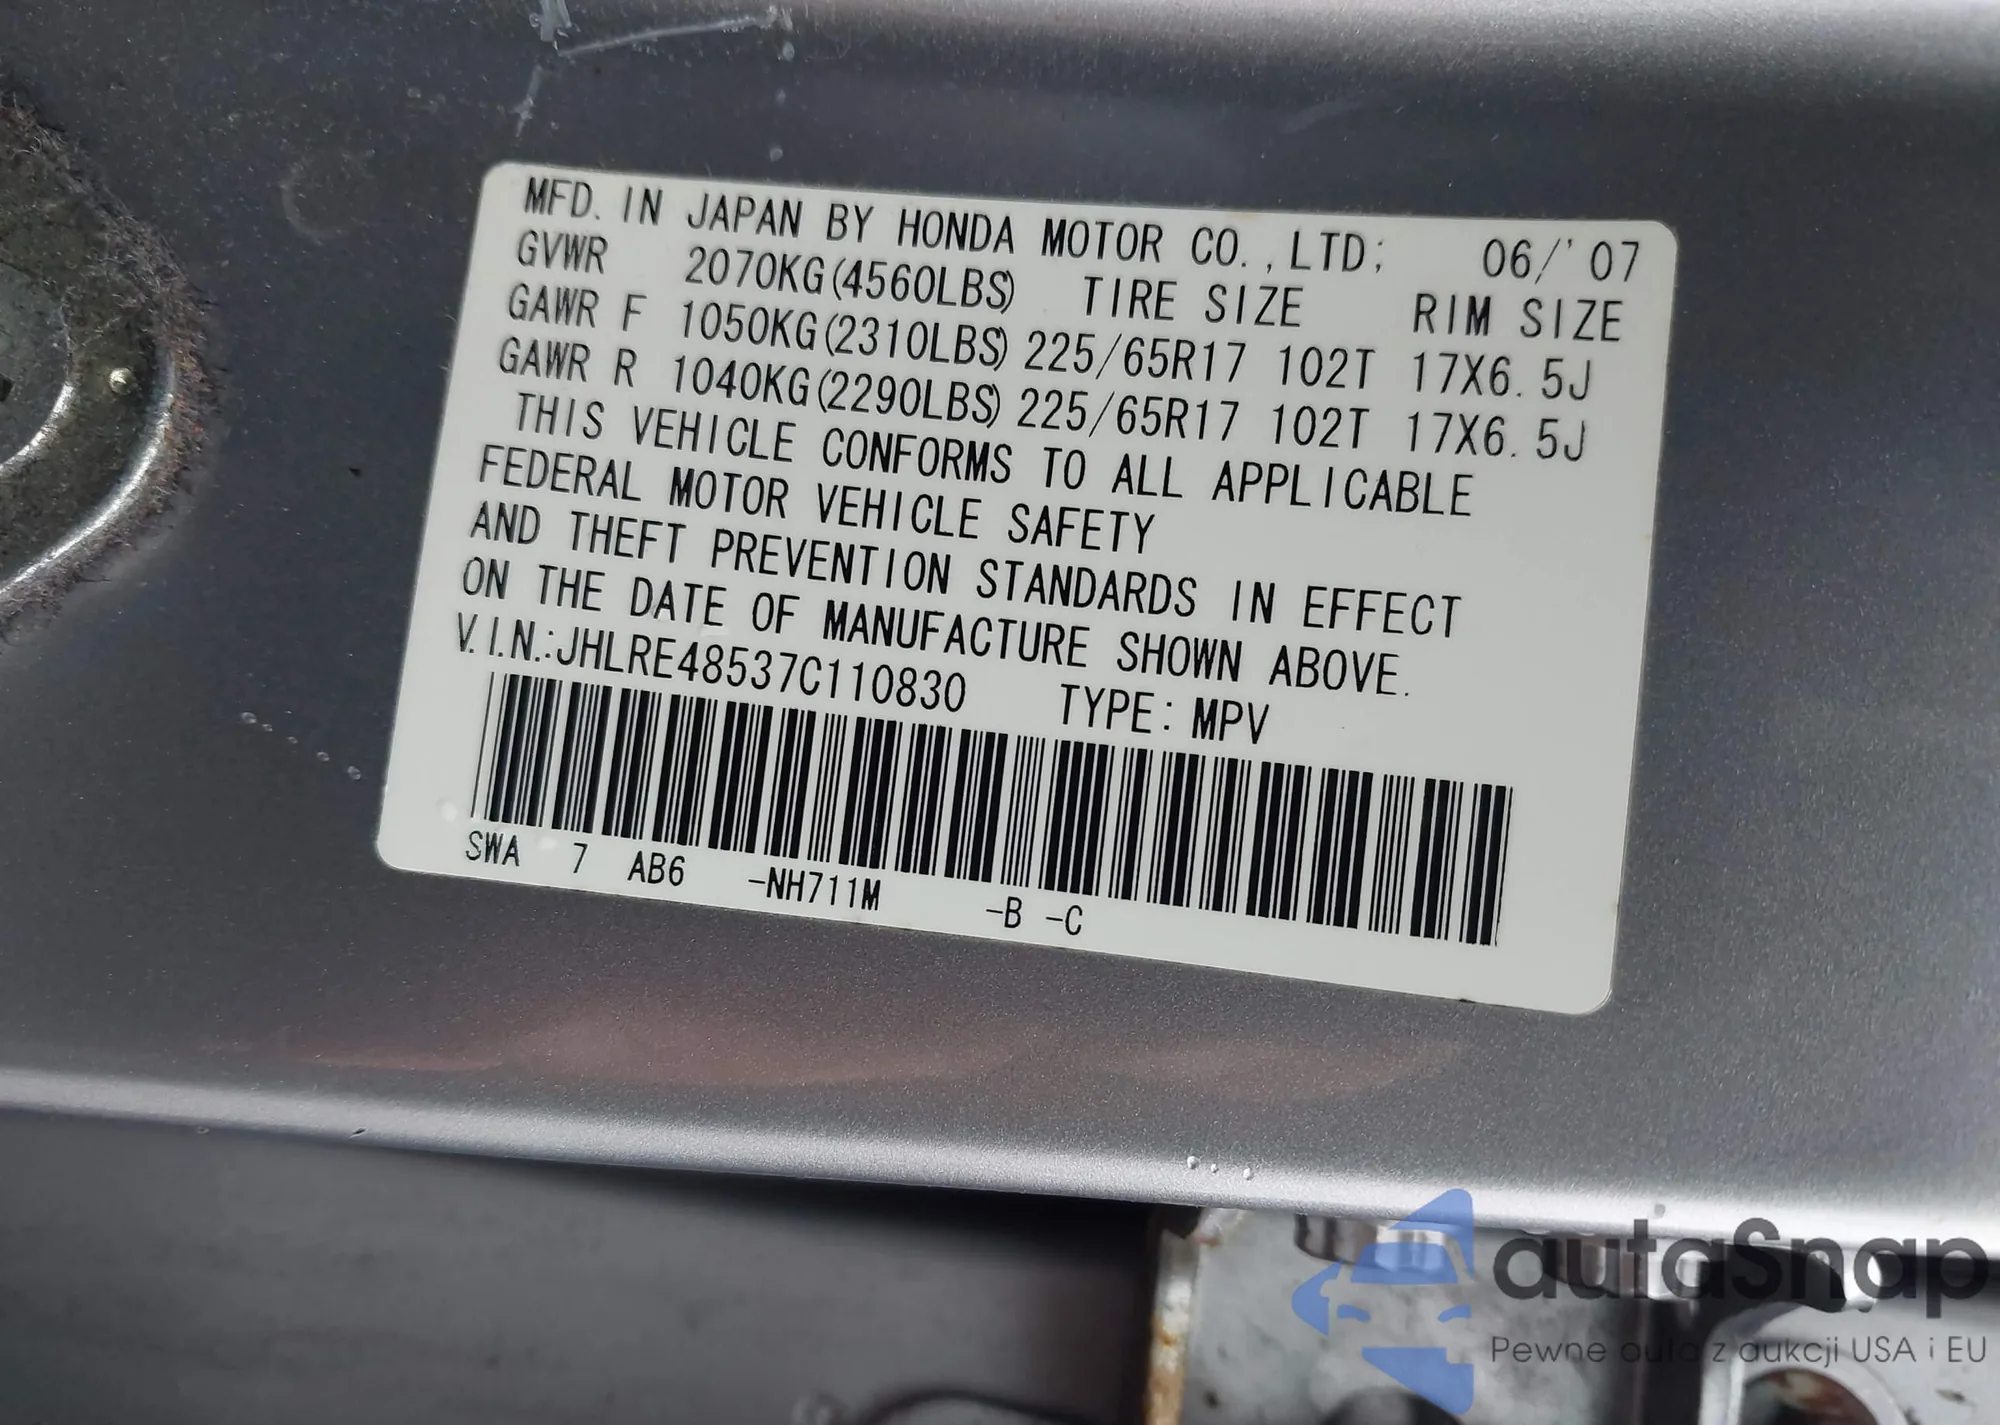 MFD. IN JAPAN BY HONDA MOTOR CO., LTD; 06/'07
GVWR 2070KG(4560LBS) TIRE SIZE RIM SIZE
GAWR F 1050KG(2310LBS) 225/65R17 102T 17X6.5J
GAWR R 1040KG(2290LBS) 225/65R17 102T 17X6.5J
THIS VEHICLE CONFORMS TO ALL APPLICABLE
FEDERAL MOTOR VEHICLE SAFETY
AND THEFT PREVENTION STANDARDS IN EFFECT
ON THE DATE OF MANUFACTURE SHOWN ABOVE.
V.I.N.:JHLRE48537C110830 TYPE: MPV
SWA 7 AB6 -NH711M -B -C
autaSnap
Pewne auta z aukcji USA i EU